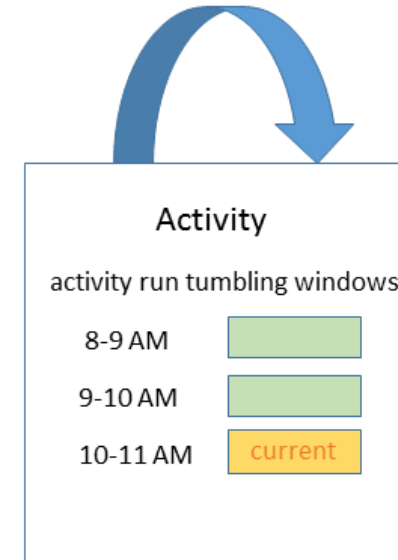 Activity
activity run tumbling windows
8-9 AM
9-10 AM
10-11 AM current